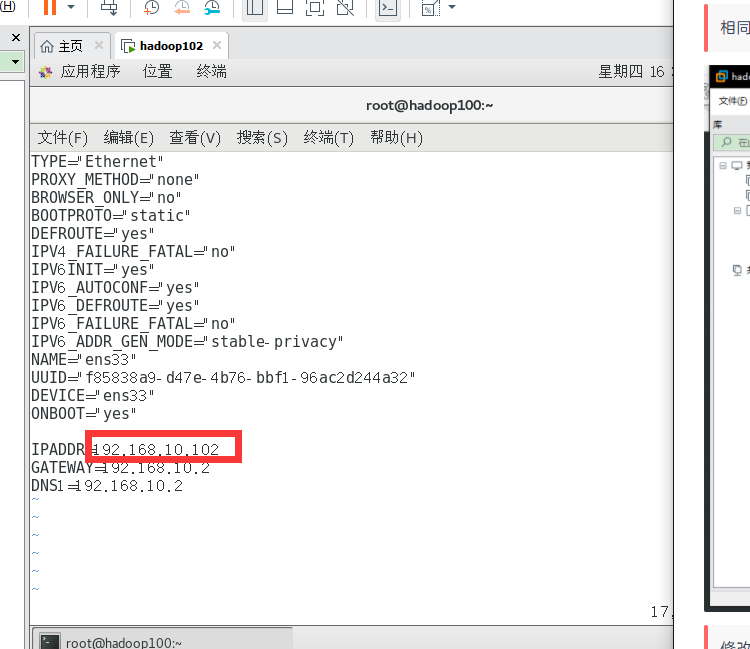 (H)
主页
hadoop102
应用程序 位置 终端
星期四 16
root@hadoop100:~
文件(F) 编辑(E) 查看(V) 搜索(S) 终端(T) 帮助(H)
TYPE="Ethernet"
PROXY_METHOD="none"
BROWSER_ONLY="no"
BOOTPROTO="static"
DEFROUTE="yes"
IPV4_FAILURE_FATAL="no"
IPV6INIT="yes"
IPV6_AUTOCONF="yes"
IPV6_DEFROUTE="yes"
IPV6_FAILURE_FATAL="no"
IPV6_ADDR_GEN_MODE="stable-privacy"
NAME="ens33"
UUID="f85838a9-d47e-4b76-bbf1-96ac2d244a32"
DEVICE="ens33"
ONBOOT="yes"
IPADDR=192.168.10.102
GATEWAY=192.168.10.2
DNS1=192.168.10.2
~
~
~
~
~
~
17,
root@hadoop100:~
相同
文件(F)
库
修改